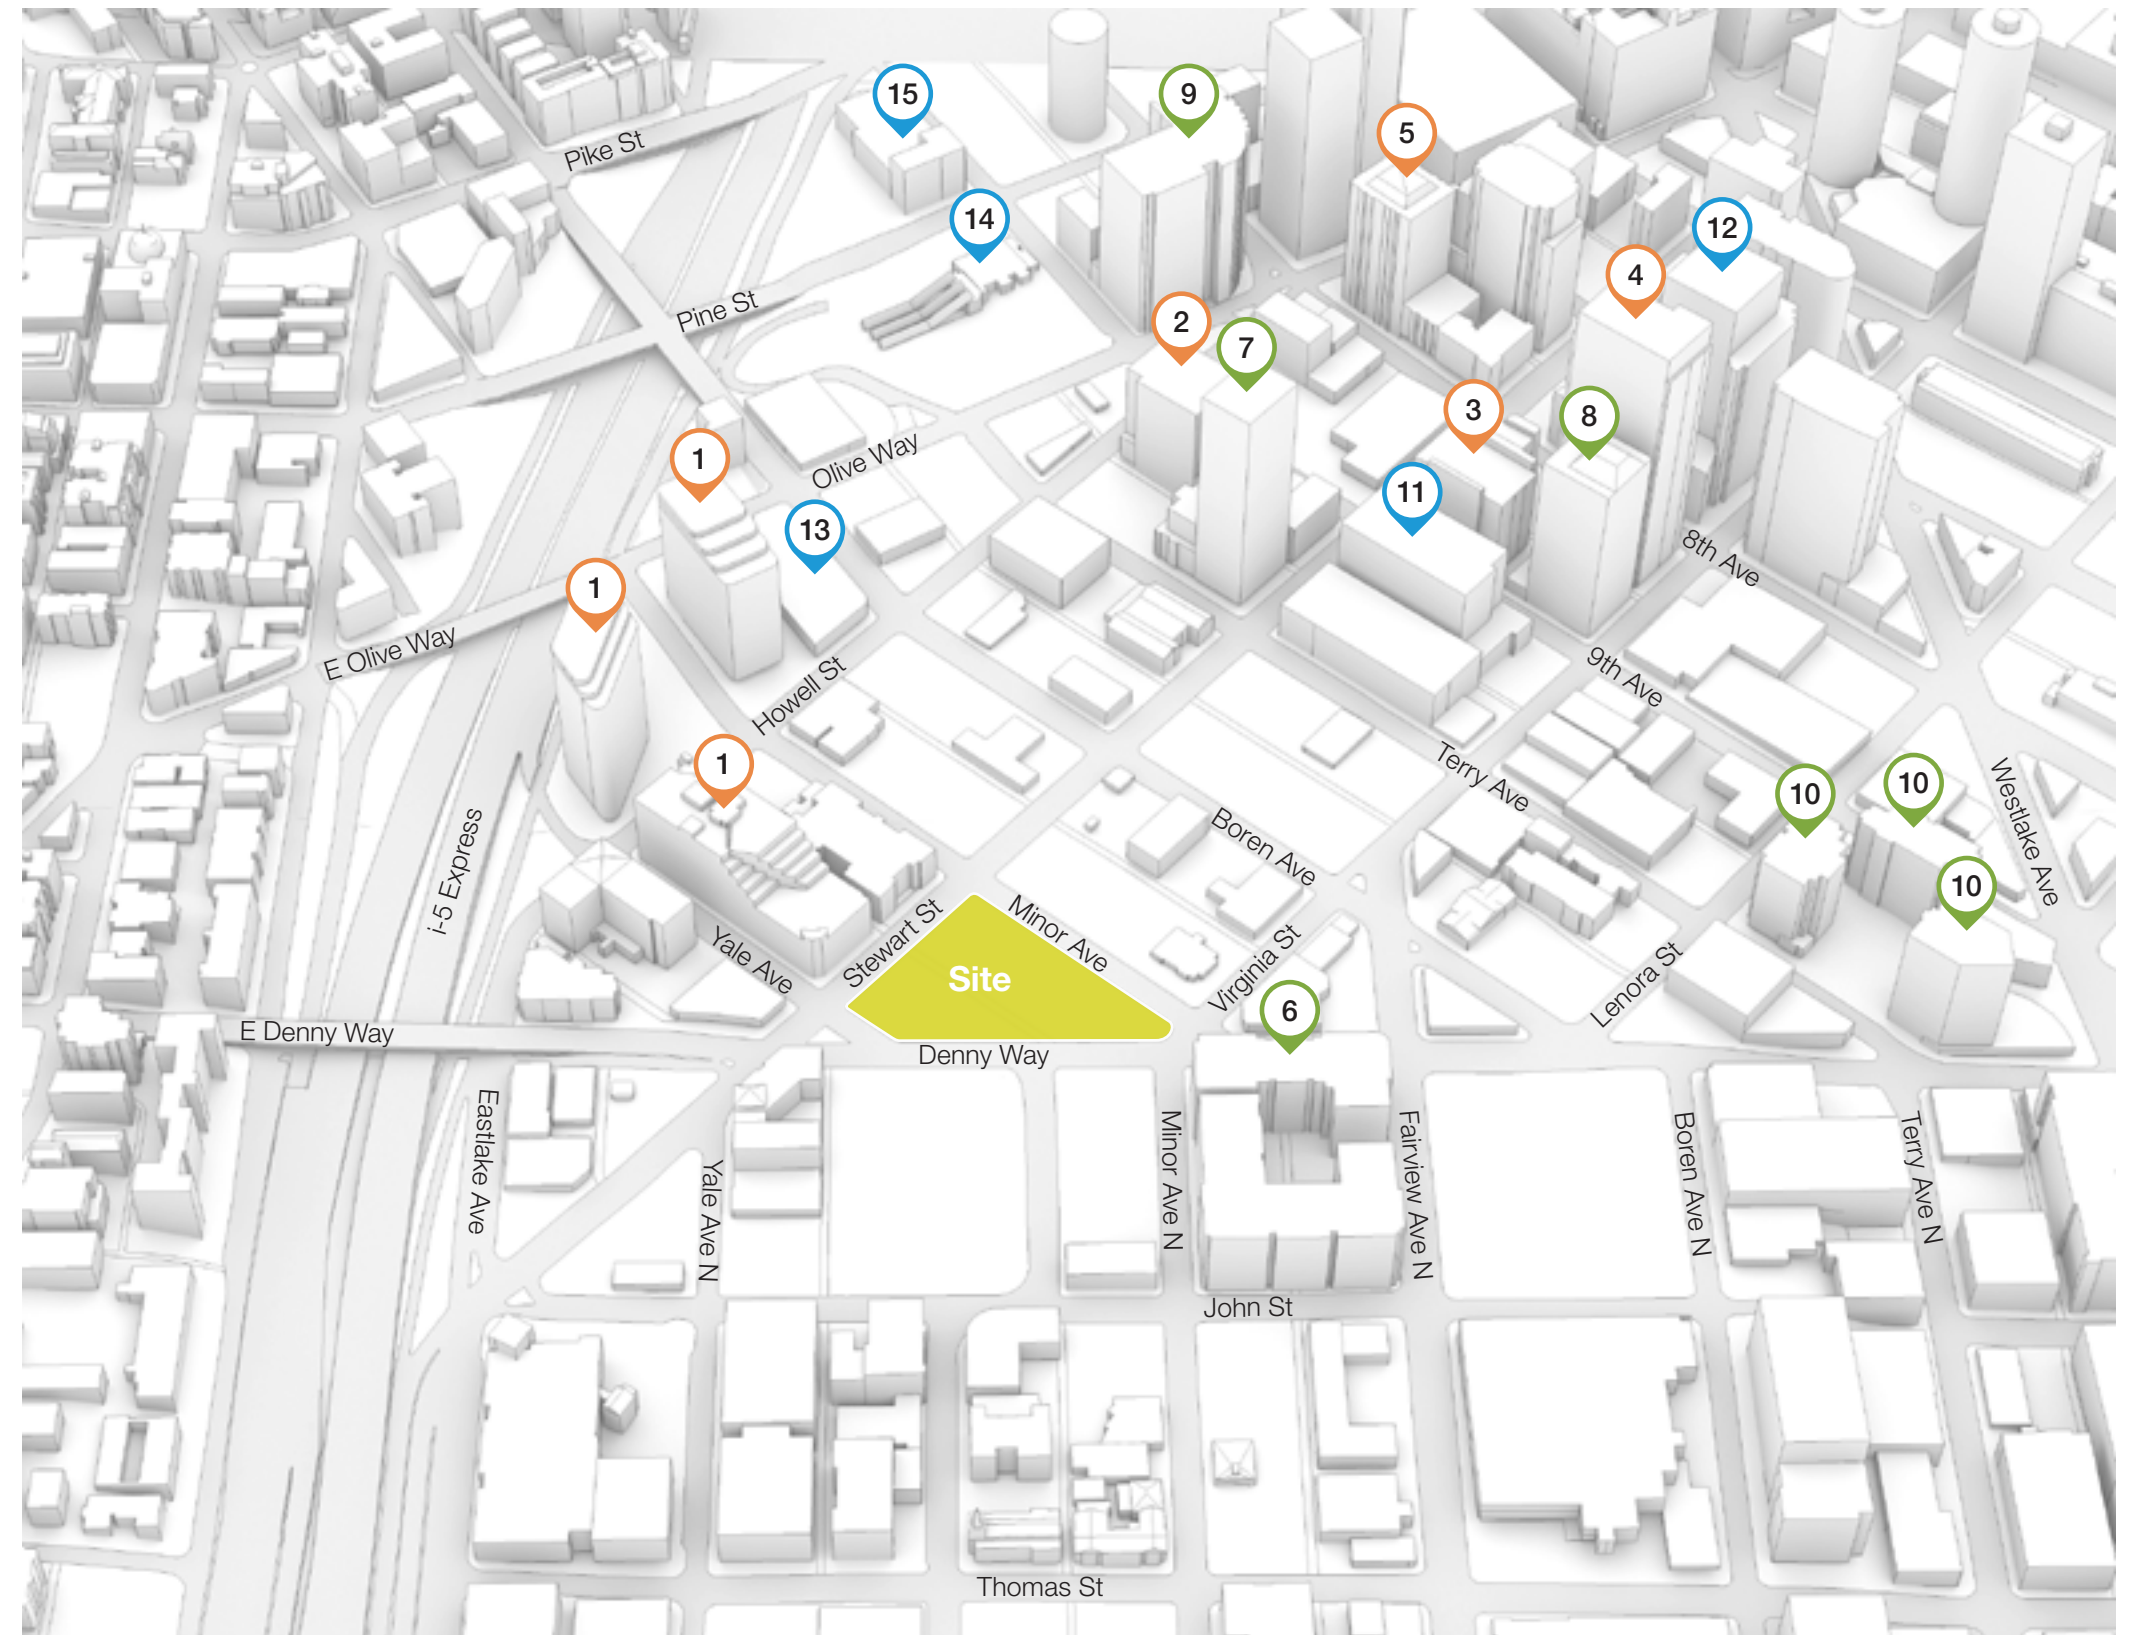 15
9
5
Pike St
14
12
4
Pine St
2
7
3
8
1
Olive Way
11
13
8th Ave
1
E Olive Way
9th Ave
Howell St
1
Terry Ave
10
10
Westlake Ave
i-5 Express
Boren Ave
10
Yale Ave
Stewart St
Minor Ave
Site
Virginia St
Lenora St
6
E Denny Way
Denny Way
Eastlake Ave
Yale Ave N
Minor Ave N
Fairview Ave N
Boren Ave N
Terry Ave N
John St
Thomas St